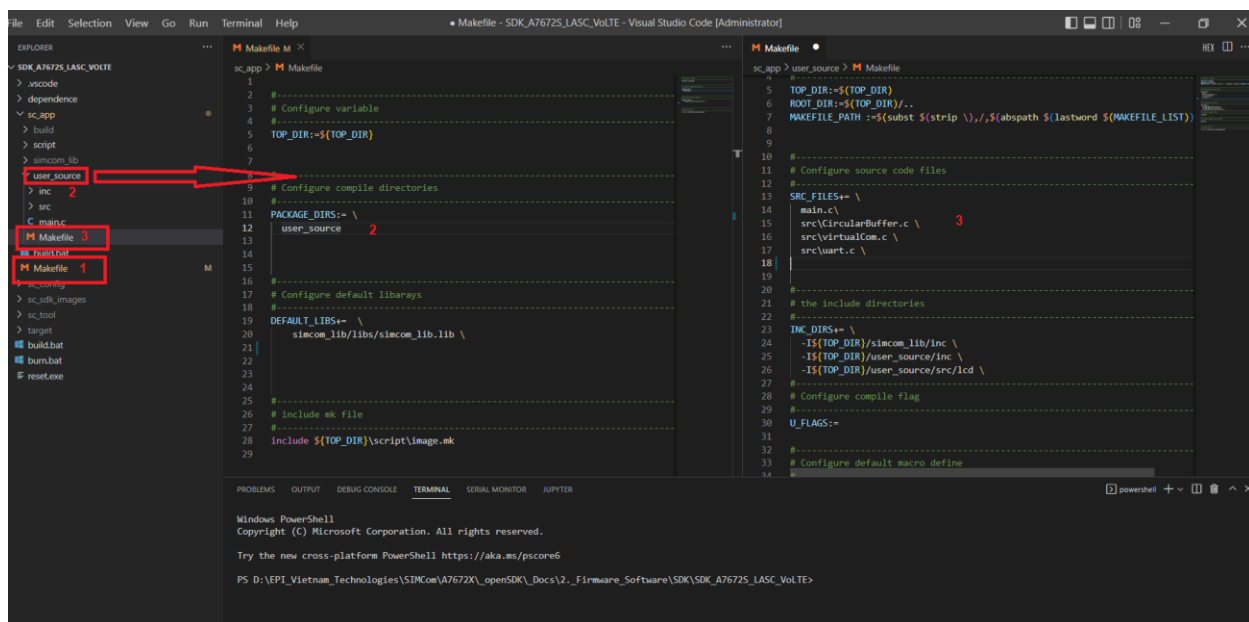 File Edit Selection View Go Run Terminal Help
● Makefile - SDK_A7672S_LASC_VoLTE - Visual Studio Code [Administrator]
EXPLORER
SDK_A7672S_LASC_VOLTE
.vscode
dependence
sc_app
build
script
simcom_lib
user_source
inc 2
src
C main.c
M Makefile 3
build.bat
M Makefile 1 M
sc_config
sc_sdk_images
sc_tool
target
build.bat
burn.bat
reset.exe
M Makefile M
sc_app > M Makefile
1
2 #--------------------------------------------------------------
3 # Configure variable
4 #--------------------------------------------------------------
5 TOP_DIR:=${TOP_DIR}
6
7
8 #--------------------------------------------------------------
9 # Configure compile directories
10 #--------------------------------------------------------------
11 PACKAGE_DIRS:= \
12 user_source 2
13
14
15
16 #--------------------------------------------------------------
17 # Configure default libarays
18 #--------------------------------------------------------------
19 DEFAULT_LIBS+= \
20 simcom_lib/libs/simcom_lib.lib \
21
22
23
24
25 #--------------------------------------------------------------
26 # include mk file
27 #--------------------------------------------------------------
28 include ${TOP_DIR}\script\image.mk
29
M Makefile ●
HEX
sc_app > user_source > M Makefile
4 #--------------------------------------------------------------
5 TOP_DIR:=$(TOP_DIR)
6 ROOT_DIR:=$(TOP_DIR)/..
7 MAKEFILE_PATH :=$(subst $(strip \),/,$(abspath $(lastword $(MAKEFILE_LIST))
8
9
10 #--------------------------------------------------------------
11 # Configure source code files
12 #--------------------------------------------------------------
13 SRC_FILES+= \
14 main.c\
15 src\CircularBuffer.c \ 3
16 src\virtualCom.c \
17 src\uart.c \
18
19
20 #--------------------------------------------------------------
21 # the include directories
22 #--------------------------------------------------------------
23 INC_DIRS+= \
24 -I${TOP_DIR}/simcom_lib/inc \
25 -I${TOP_DIR}/user_source/inc \
26 -I${TOP_DIR}/user_source/src/lcd \
27 #--------------------------------------------------------------
28 # Configure compile flag
29 #--------------------------------------------------------------
30 U_FLAGS:=
31
32 #--------------------------------------------------------------
33 # Configure default macro define
34
PROBLEMS OUTPUT DEBUG CONSOLE TERMINAL SERIAL MONITOR JUPYTER
powershell
Windows PowerShell
Copyright (C) Microsoft Corporation. All rights reserved.
Try the new cross-platform PowerShell https://aka.ms/pscore6
PS D:\EPI_Vietnam_Technologies\SIMCom\A7672X\_openSDK\_Docs\2._Firmware_Software\SDK\SDK_A7672S_LASC_VoLTE>